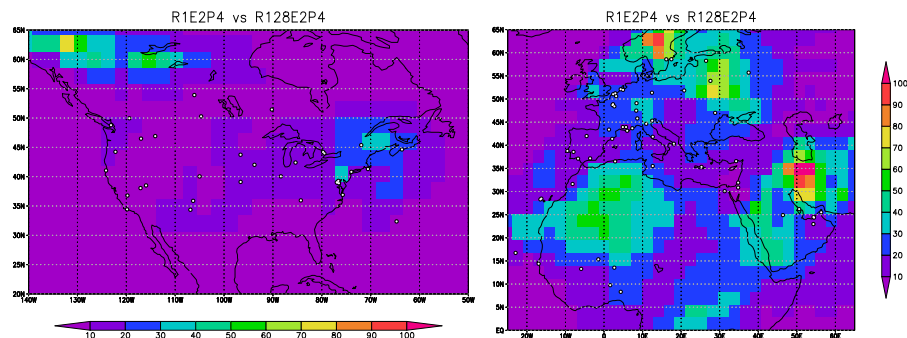 R1E2P4 vs R128E2P4
65N
60N
55N
50N
45N
40N
35N
30N
25N
20N
140W 130W 120W 110W 100W 90W 80W 70W 60W 50W
10 20 30 40 50 60 70 80 90 100
R1E2P4 vs R128E2P4
65N
60N
55N
50N
45N
40N
35N
30N
25N
20N
15N
10N
5N
EQ
20W 10W 0 10E 20E 30E 40E 50E 60E
100
90
80
70
60
50
40
30
20
10